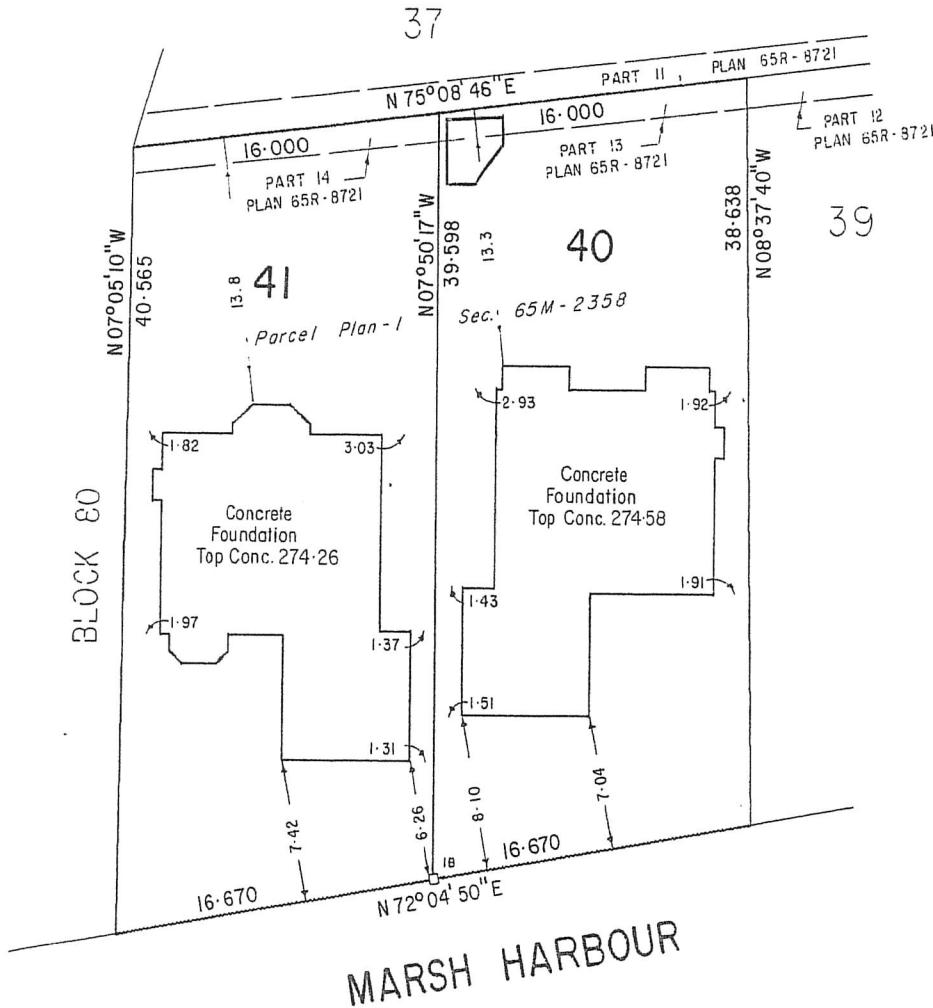 37
PART 11, PLAN 65R-8721
N 75°08'46"E
16·000
16·000
PART 14
PLAN 65R-8721
PART 13
PLAN 65R-8721
PART 12
PLAN 65R-8721
N07°05'10"W
40·565
N07°50'17"W
39·598
38·638
N08°37'40"W
13.8
41
13.3
40
39
Parcel Plan-1 Sec. 65M-2358
1·82
3·03
2·93
1·92
Concrete
Foundation
Top Conc. 274·26
Concrete
Foundation
Top Conc. 274·58
BLOCK 80
1·97
1·37
1·43
1·91
1·31
1·51
7·42
6·26
8·10
7·04
IB
16·670
16·670
N72°04'50"E
MARSH HARBOUR